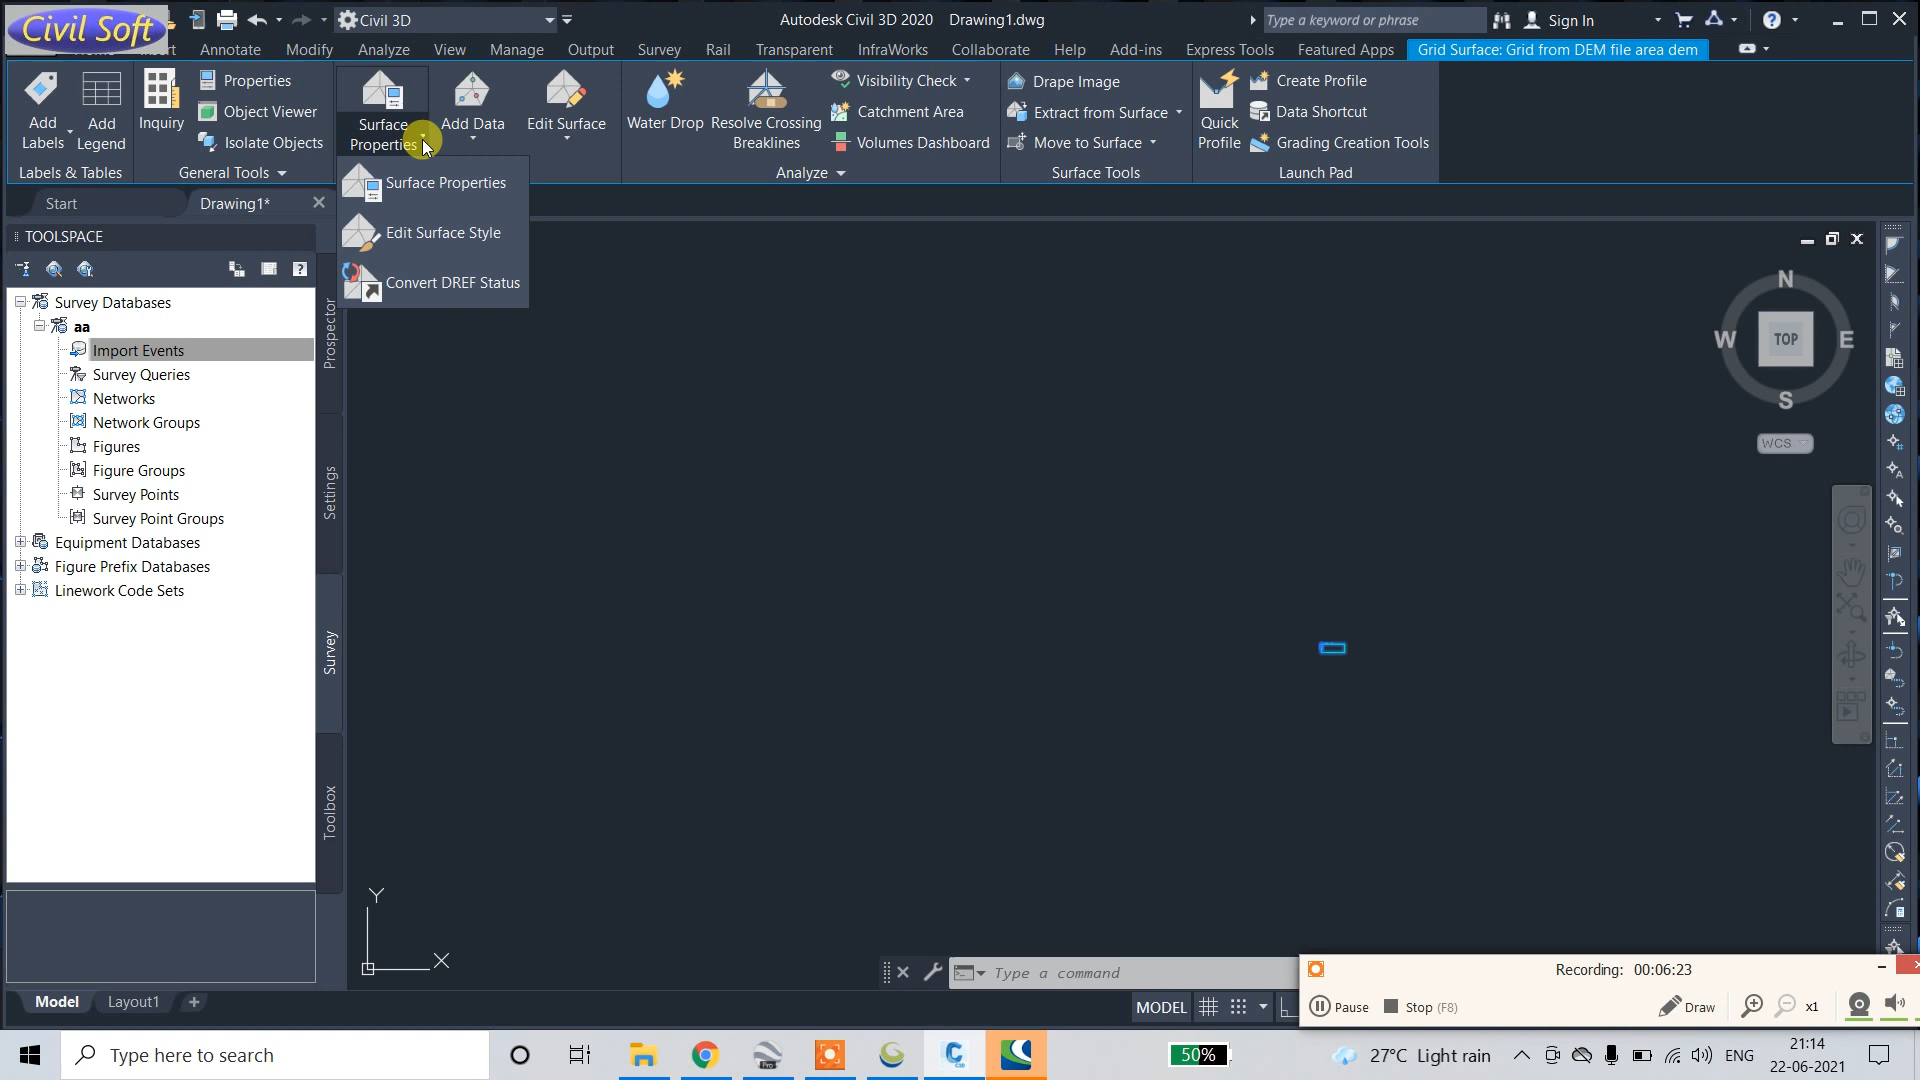 Civil Soft
Civil 3D
Autodesk Civil 3D 2020 Drawing1.dwg
Type a keyword or phrase
Sign In
Annotate Modify Analyze View Manage Output Survey Rail Transparent InfraWorks Collaborate Help Add-ins Express Tools Featured Apps Grid Surface: Grid from DEM file area dem
Add Labels
Add Legend
Labels & Tables
Inquiry
Properties
Object Viewer
Isolate Objects
General Tools
Surface Properties
Add Data
Edit Surface
Water Drop
Resolve Crossing Breaklines
Visibility Check
Catchment Area
Volumes Dashboard
Analyze
Drape Image
Extract from Surface
Move to Surface
Surface Tools
Quick Profile
Create Profile
Data Shortcut
Grading Creation Tools
Launch Pad
Surface Properties
Edit Surface Style
Convert DREF Status
Start
Drawing1*
TOOLSPACE
Survey Databases
aa
Import Events
Survey Queries
Networks
Network Groups
Figures
Figure Groups
Survey Points
Survey Point Groups
Equipment Databases
Figure Prefix Databases
Linework Code Sets
Prospector
Settings
Survey
Toolbox
N
W
TOP
E
S
WCS
Y
X
Type a command
Model
Layout1
MODEL
Recording: 00:06:23
Pause
Stop (F8)
Draw
x1
Type here to search
50%
27°C Light rain
ENG
21:14
22-06-2021